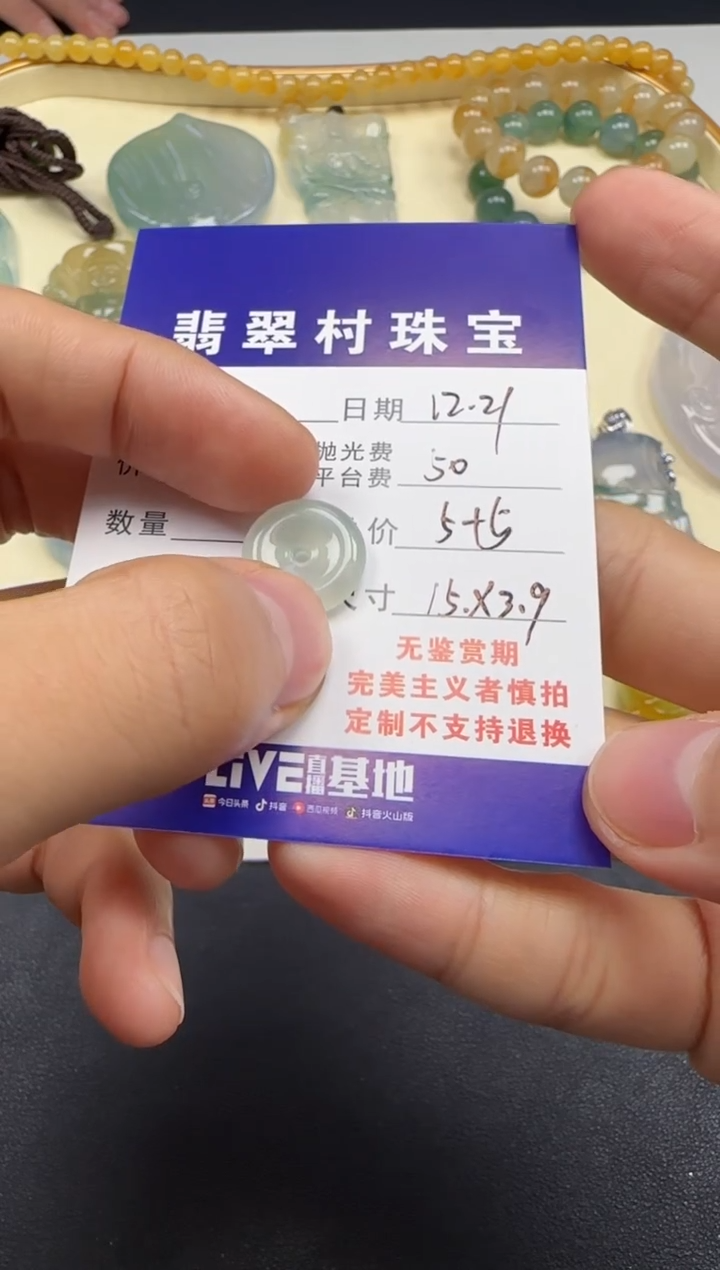 翡翠村珠宝
日期 12.21
抛光费
平台费 50
数量 价
寸 15.X3.9
无鉴赏期
完美主义者慎拍
定制不支持退换
LIVE直播基地
今日头条 抖音 西瓜视频 抖音火山版